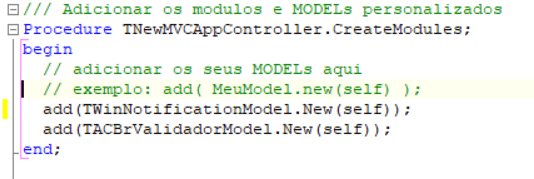 /// Adicionar os modulos e MODELs personalizados
Procedure TNewMVCAppController.CreateModules;
begin
// adicionar os seus MODELs aqui
// exemplo: add( MeuModel.new(self) );
add(TWinNotificationModel.New(self));
add(TACBrValidadorModel.New(self));
end;